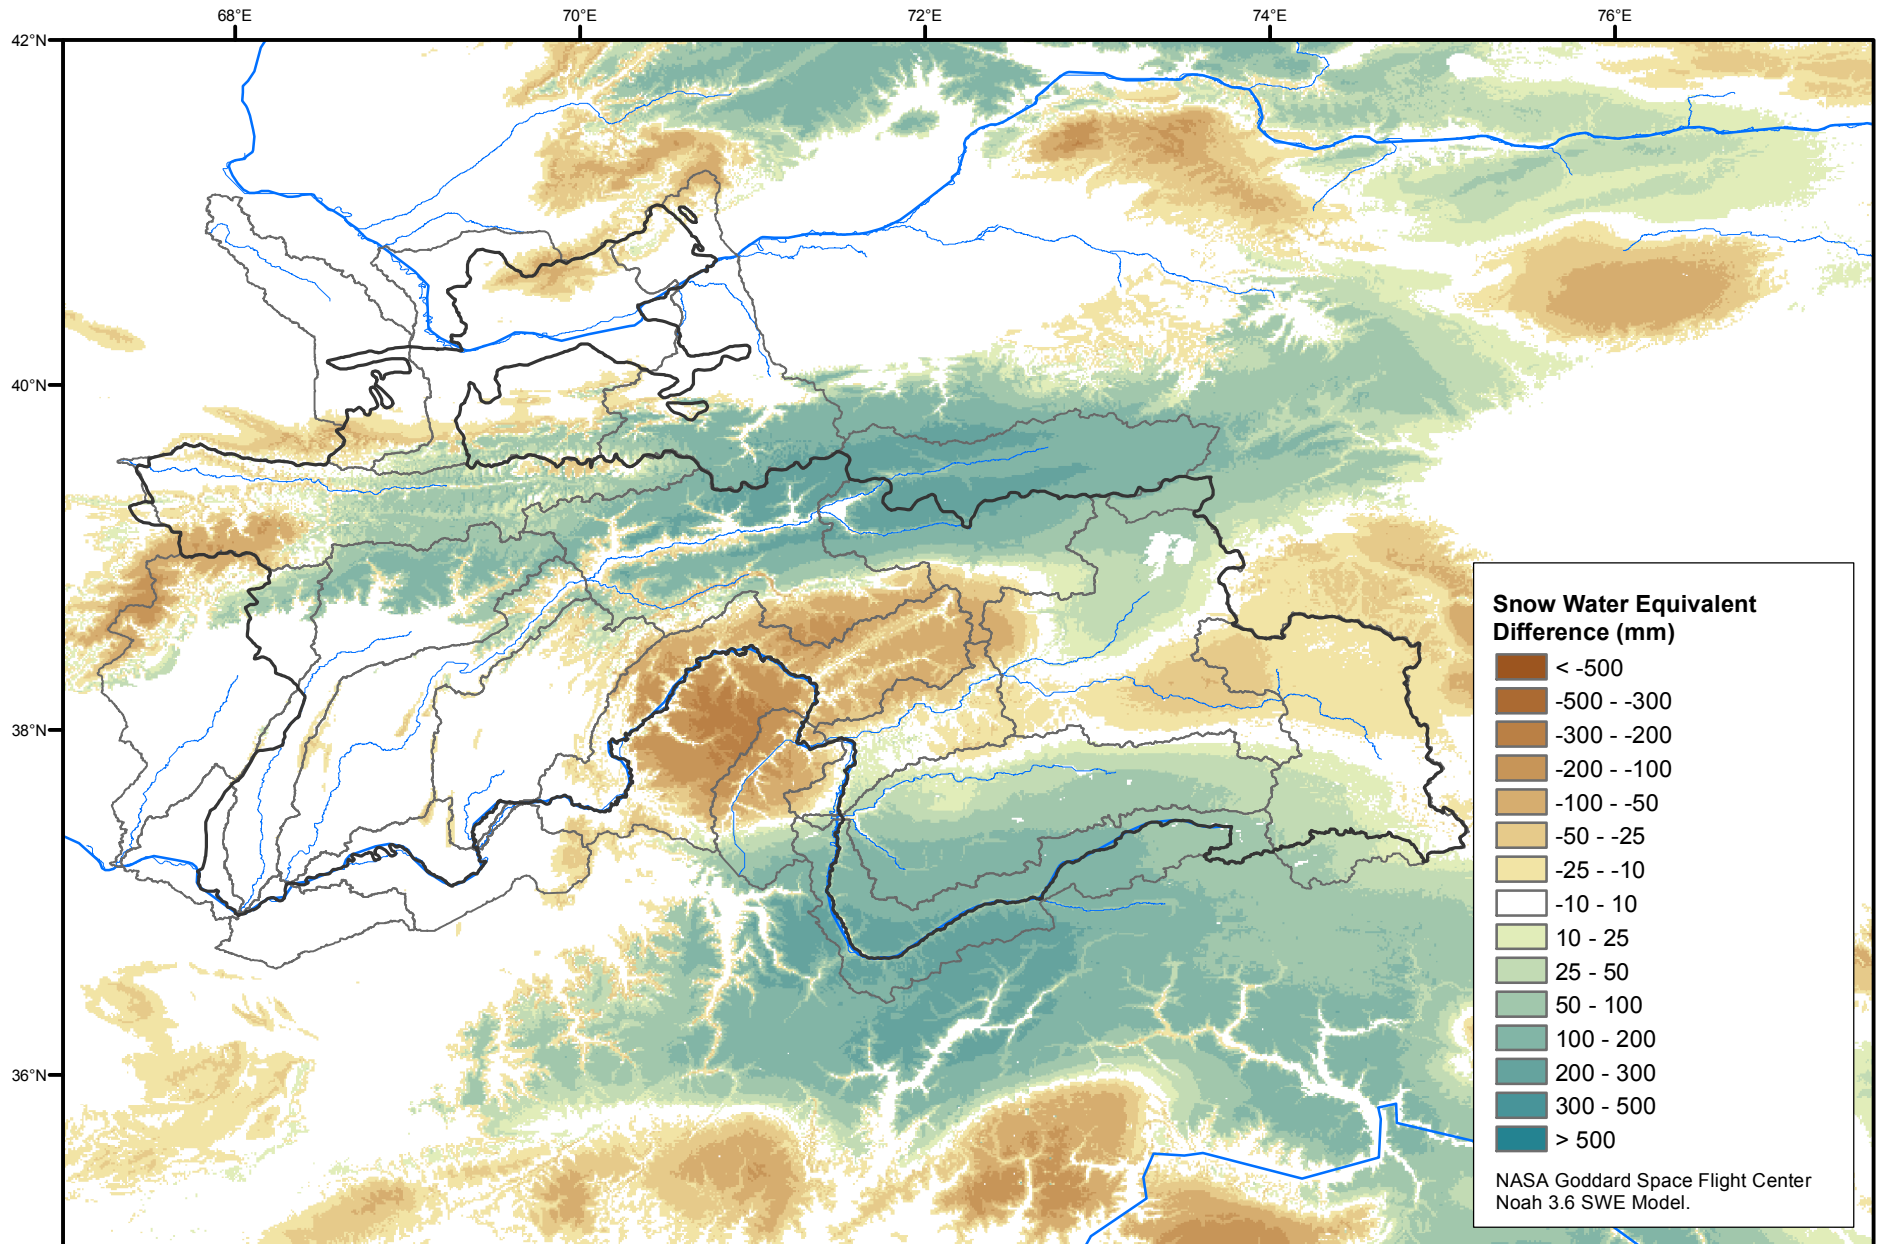 68°E
70°E
72°E
74°E
76°E
42°N
40°N
38°N
36°N
Snow Water Equivalent
Difference (mm)
< -500
-500 - -300
-300 - -200
-200 - -100
-100 - -50
-50 - -25
-25 - -10
-10 - 10
10 - 25
25 - 50
50 - 100
100 - 200
200 - 300
300 - 500
> 500
NASA Goddard Space Flight Center
Noah 3.6 SWE Model.